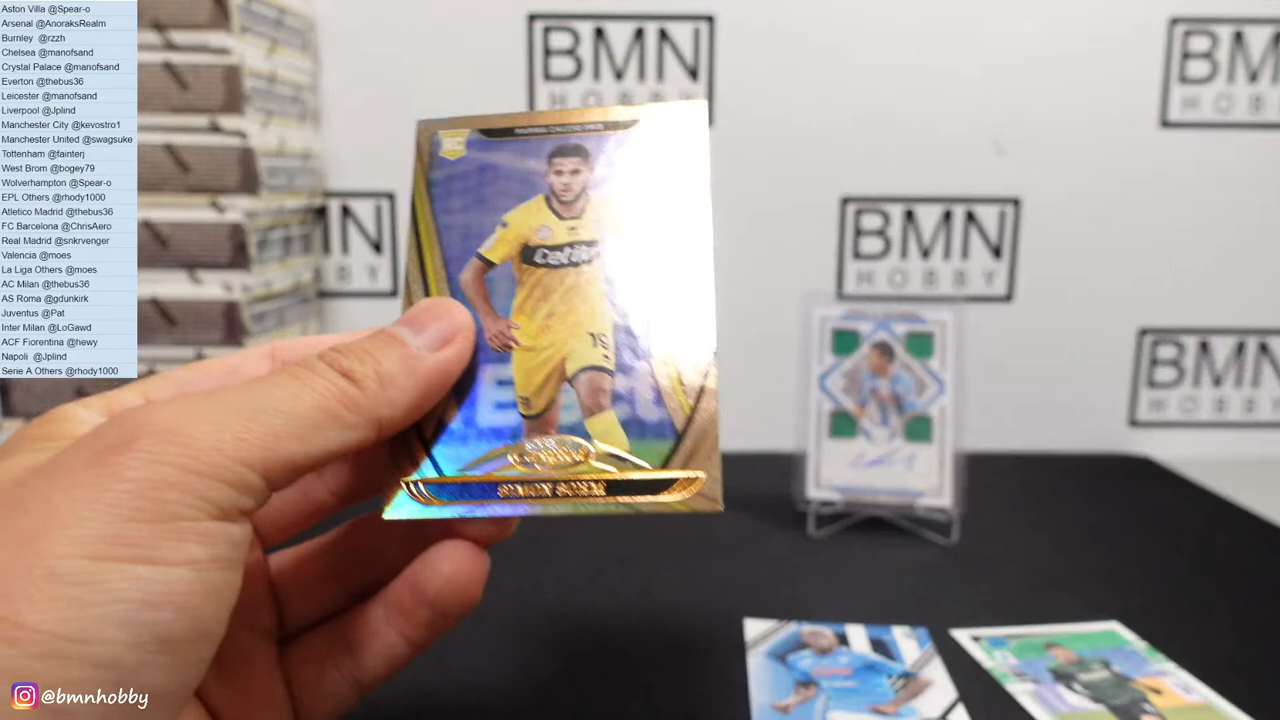 Aston Villa @Spear-o
Arsenal @AnoraksRealm
Burnley @rzzh
Chelsea @manofsand
Crystal Palace @manofsand
Everton @thebus36
Leicester @manofsand
Liverpool @Jplind
Manchester City @kevostro1
Manchester United @swagsuke
Tottenham @fainterj
West Brom @bogey79
Wolverhampton @Spear-o
EPL Others @rhody1000
Atletico Madrid @thebus36
FC Barcelona @ChrisAero
Real Madrid @snkrvenger
Valencia @moes
La Liga Others @moes
AC Milan @thebus36
AS Roma @gdunkirk
Juventus @Pat
Inter Milan @LoGawd
ACF Fiorentina @hewy
Napoli @Jplind
Serie A Others @rhody1000
BMN
HOBBY
BMN
BMN
HOBBY
BMN
HOBBY
RC
Cetilar
19
SIMON SOHM
@bmnhobby